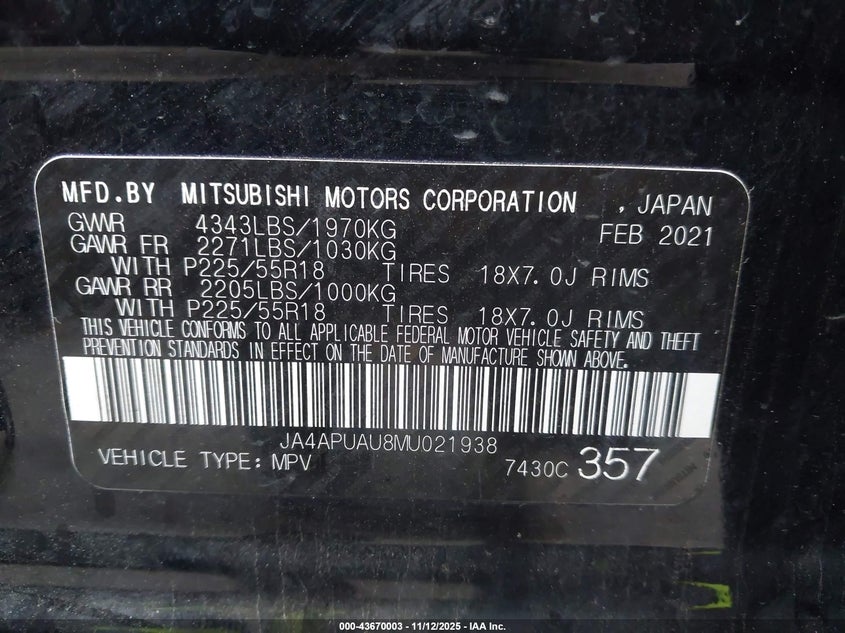 MFD.BY MITSUBISHI MOTORS CORPORATION , JAPAN
GVWR 4343LBS/1970KG FEB 2021
GAWR FR 2271LBS/1030KG
WITH P225/55R18 TIRES 18X7.0J RIMS
GAWR RR 2205LBS/1000KG
WITH P225/55R18 TIRES 18X7.0J RIMS
THIS VEHICLE CONFORMS TO ALL APPLICABLE FEDERAL MOTOR VEHICLE SAFETY AND THEFT
PREVENTION STANDARDS IN EFFECT ON THE DATE OF MANUFACTURE SHOWN ABOVE.
JA4APUAU8MU021938
VEHICLE TYPE: MPV 7430C 357
000-43670003 - 11/12/2025 - IAA Inc.